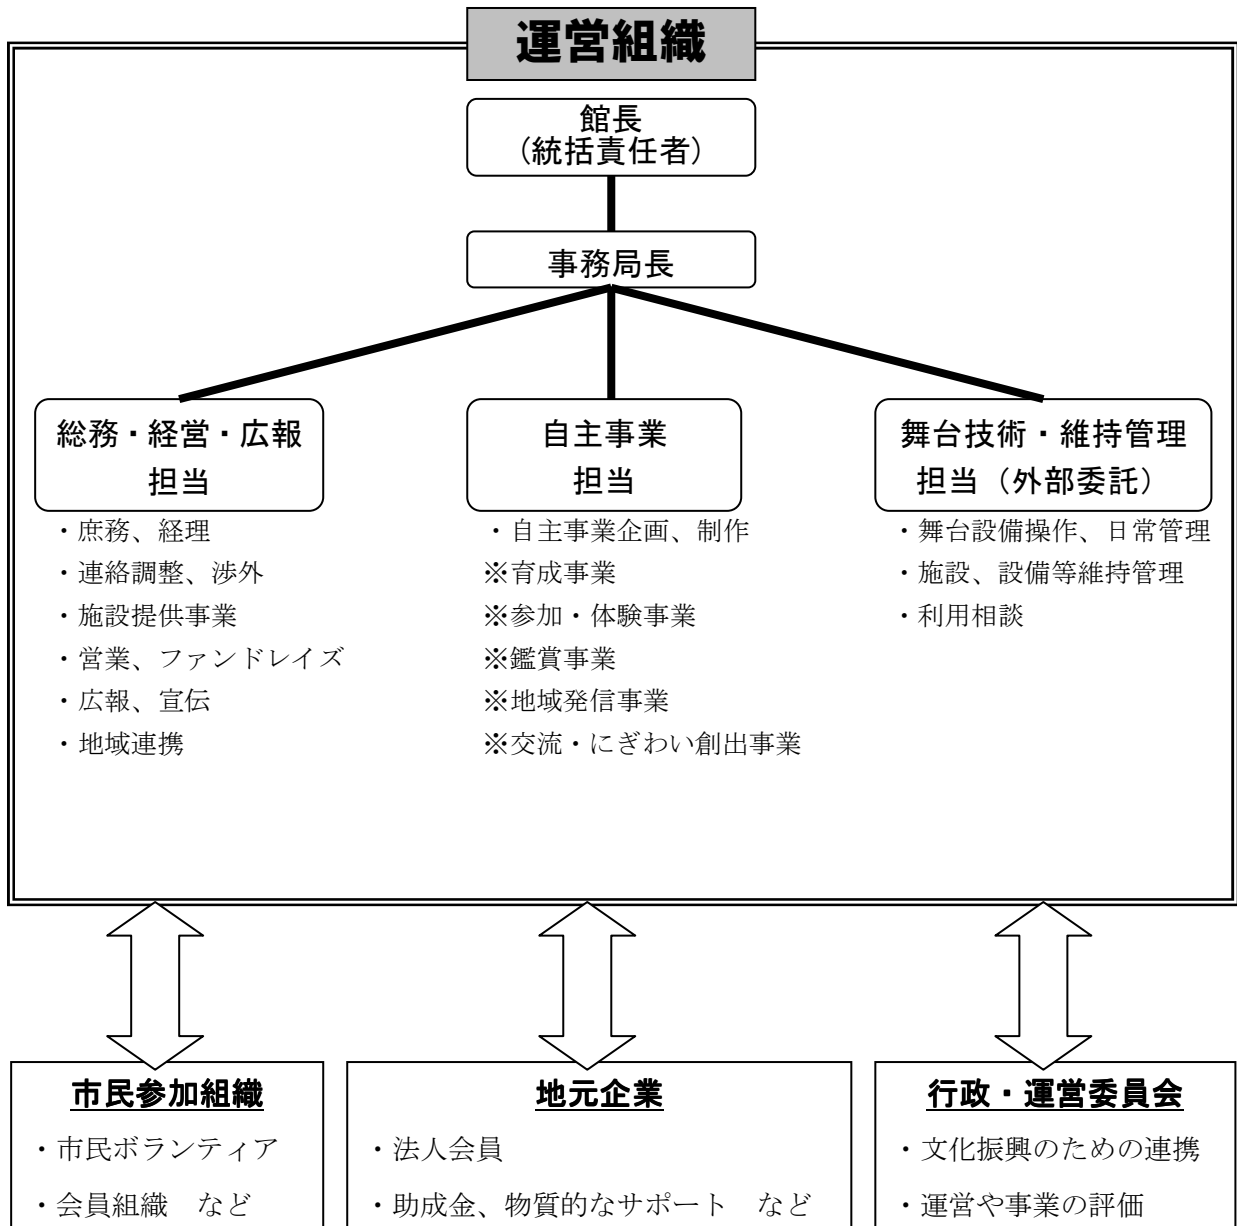 運営組織
館長
（統括責任者）
事務局長
総務・経営・広報
担当
・庶務、経理
・連絡調整、渉外
・施設提供事業
・営業、ファンドレイズ
・広報、宣伝
・地域連携
自主事業
担当
・自主事業企画、制作
※育成事業
※参加・体験事業
※鑑賞事業
※地域発信事業
※交流・にぎわい創出事業
舞台技術・維持管理
担当（外部委託）
・舞台設備操作、日常管理
・施設、設備等維持管理
・利用相談
市民参加組織
・市民ボランティア
・会員組織　など
地元企業
・法人会員
・助成金、物質的なサポート　など
行政・運営委員会
・文化振興のための連携
・運営や事業の評価